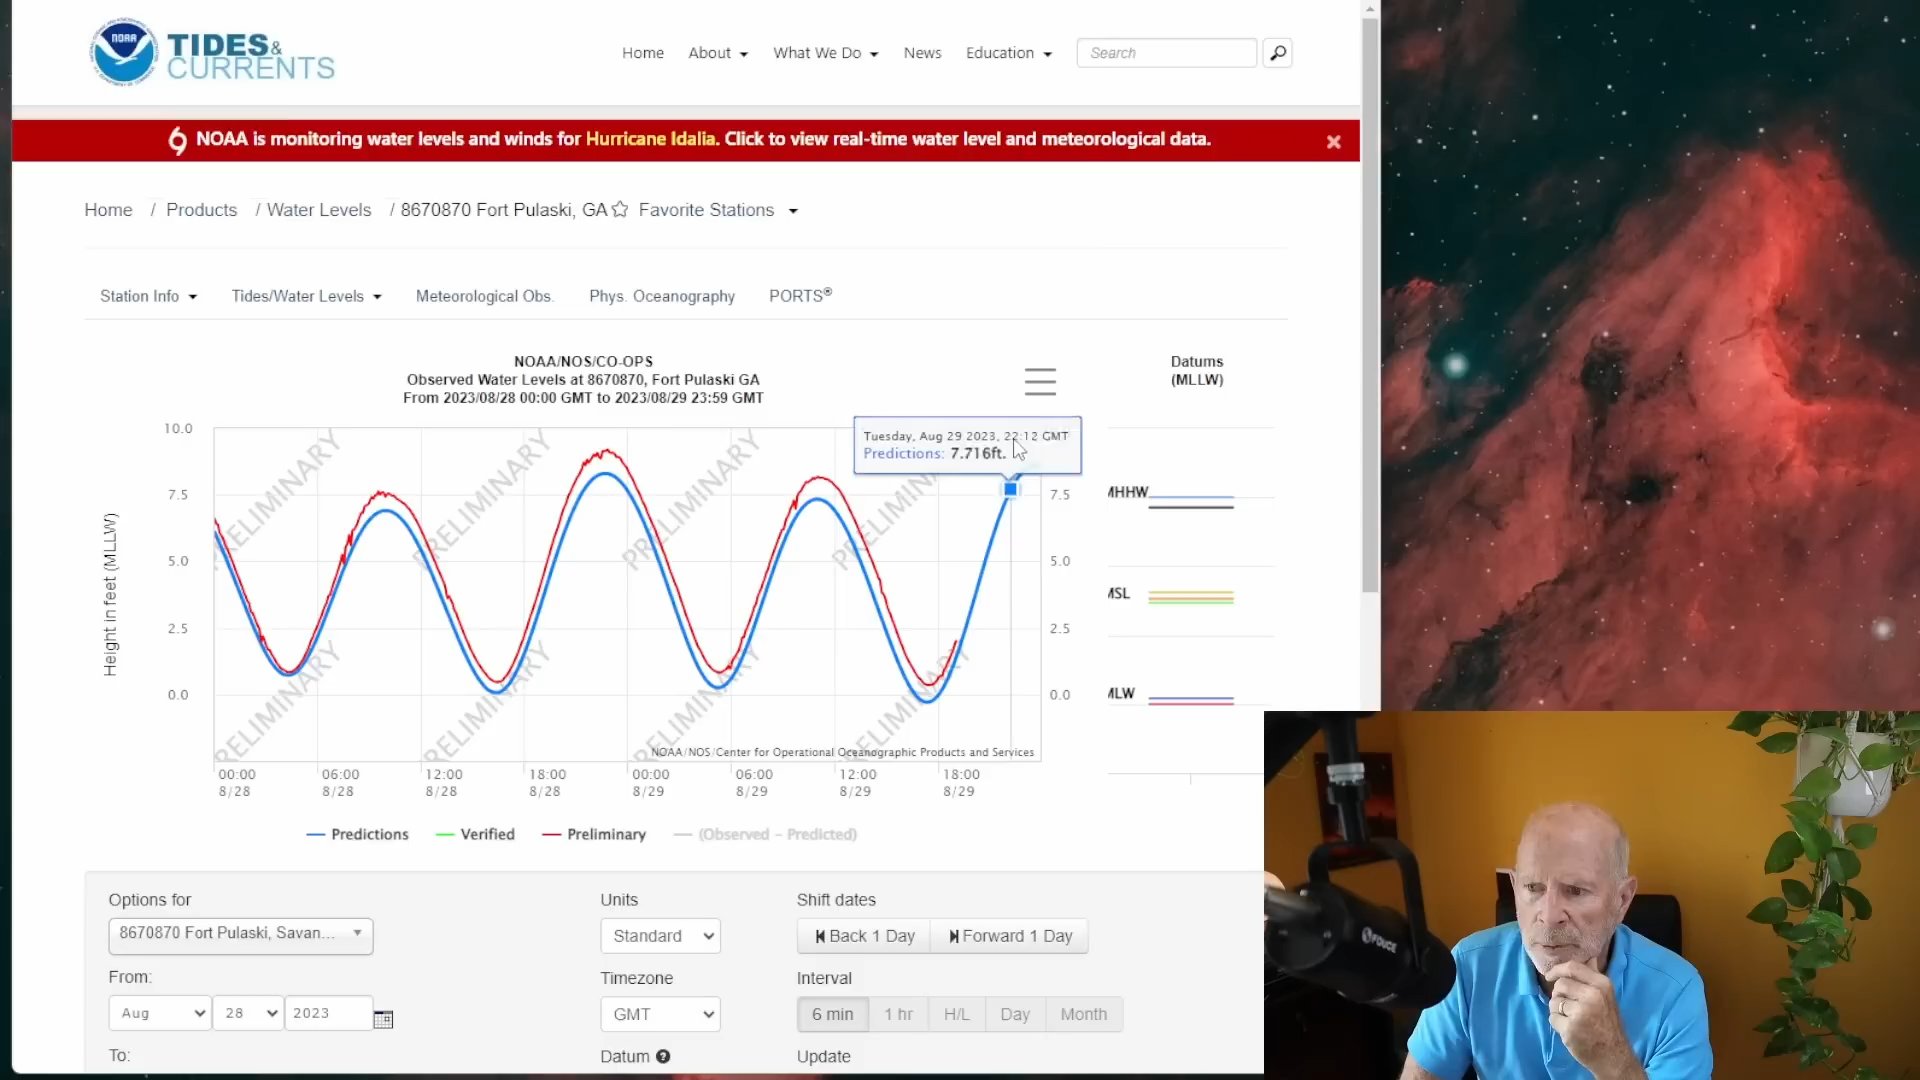 NOAA
TIDES &
CURRENTS
Home About What We Do News Education Search
NOAA is monitoring water levels and winds for Hurricane Idalia. Click to view real-time water level and meteorological data.
Home / Products / Water Levels / 8670870 Fort Pulaski, GA Favorite Stations
Station Info Tides/Water Levels Meteorological Obs. Phys. Oceanography PORTS®
NOAA/NOS/CO-OPS
Observed Water Levels at 8670870, Fort Pulaski GA
From 2023/08/28 00:00 GMT to 2023/08/29 23:59 GMT
Datums
(MLLW)
Tuesday, Aug 29 2023, 22:12 GMT
Predictions: 7.716ft.
10.0
7.5
5.0
2.5
0.0
Height in feet (MLLW)
PRELIMINARY PRELIMINARY PRELIMINARY PRELIMINARY
PRELIMINARY PRELIMINARY PRELIMINARY PRELIMINARY
7.5
5.0
2.5
0.0
MHHW
MSL
MLW
NOAA/NOS/Center for Operational Oceanographic Products and Services
00:00 06:00 12:00 18:00 00:00 06:00 12:00 18:00
8/28 8/28 8/28 8/28 8/29 8/29 8/29 8/29
Predictions Verified Preliminary (Observed - Predicted)
Options for
8670870 Fort Pulaski, Savan...
From:
Aug 28 2023
To:
Units
Standard
Timezone
GMT
Datum
Shift dates
Back 1 Day Forward 1 Day
Interval
6 min 1 hr H/L Day Month
Update